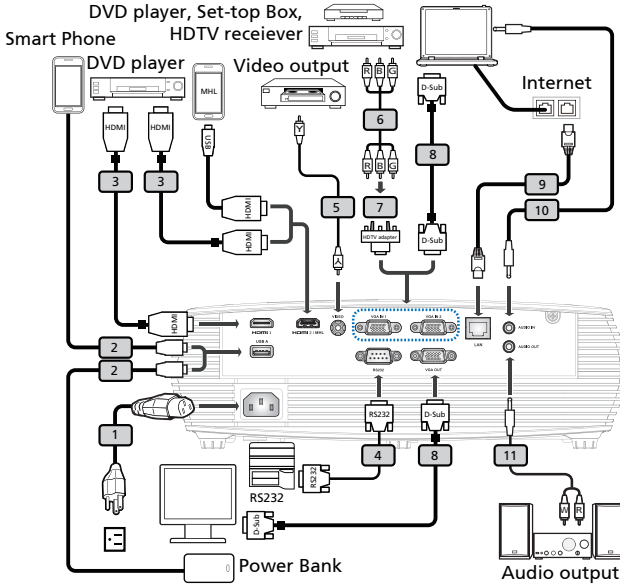 DVD player, Set-top Box,
HDTV receiever
Smart Phone
DVD player
MHL
Video output
Internet
HDMI
HDMI
USB
R B G
D-Sub
6
8
3
3
R B G
9
10
5
7
HDMI
HDMI
Y
Y
HDTV adapter
D-Sub
HDMI
HDMI 1
HDMI 2 / MHL
VIDEO
VGA IN 1
VGA IN 2
LAN
AUDIO IN
AUDIO OUT
USB A
RS232
VGA OUT
2
2
1
RS232
D-Sub
4
8
11
RS232
RS232
D-Sub
W R
Power Bank
Audio output